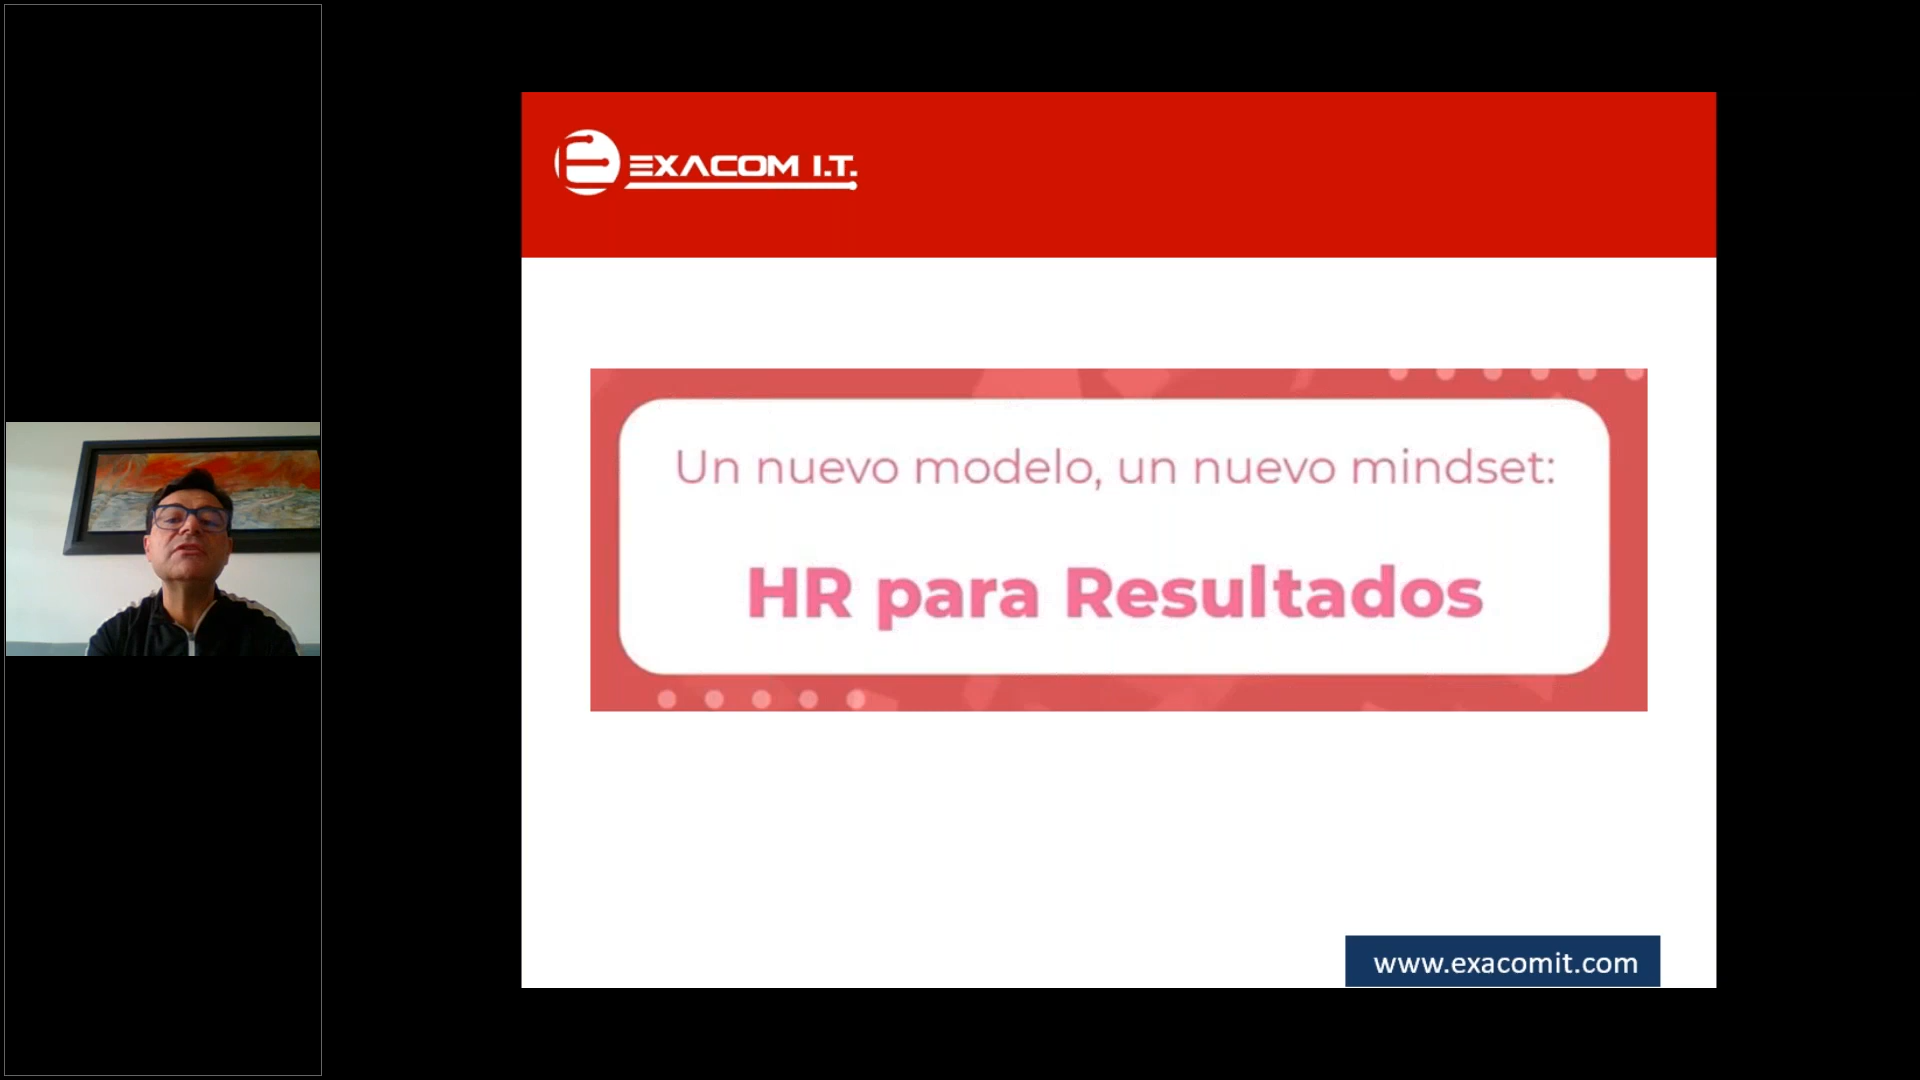 EXACOM I.T.
Un nuevo modelo, un nuevo mindset:
HR para Resultados
www.exacomit.com